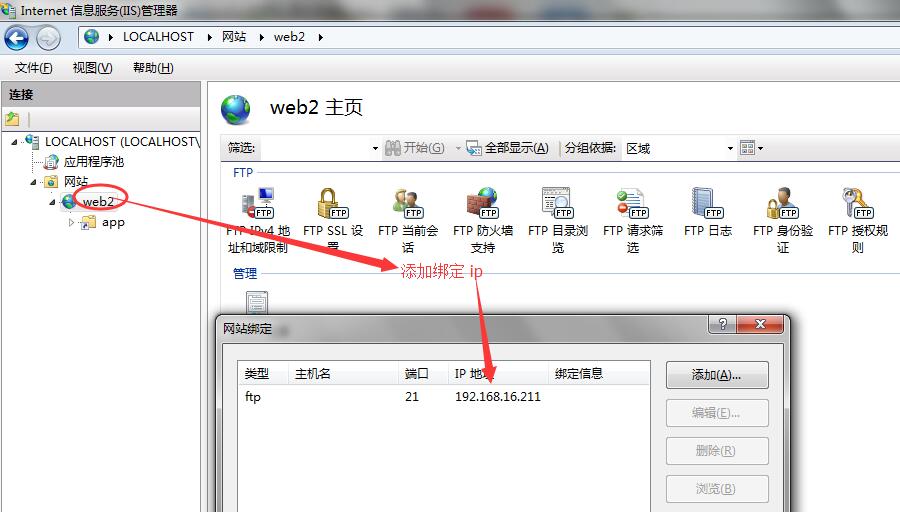 Internet 信息服务(IIS)管理器
LOCALHOST 网站 web2
文件(F) 视图(V) 帮助(H)
连接
LOCALHOST (LOCALHOST\
应用程序池
网站
web2
app
web2 主页
筛选: 开始(G) 全部显示(A) 分组依据: 区域
FTP
FTP IPv4 地址和域限制
FTP SSL 设置
FTP 当前会话
FTP 防火墙支持
FTP 目录浏览
FTP 请求筛选
FTP 日志
FTP 身份验证
FTP 授权规则
管理
添加绑定 ip
网站绑定
类型 主机名 端口 IP 地 绑定信息
ftp 21 192.168.16.211
添加(A)...
编辑(E)...
删除(R)
浏览(B)